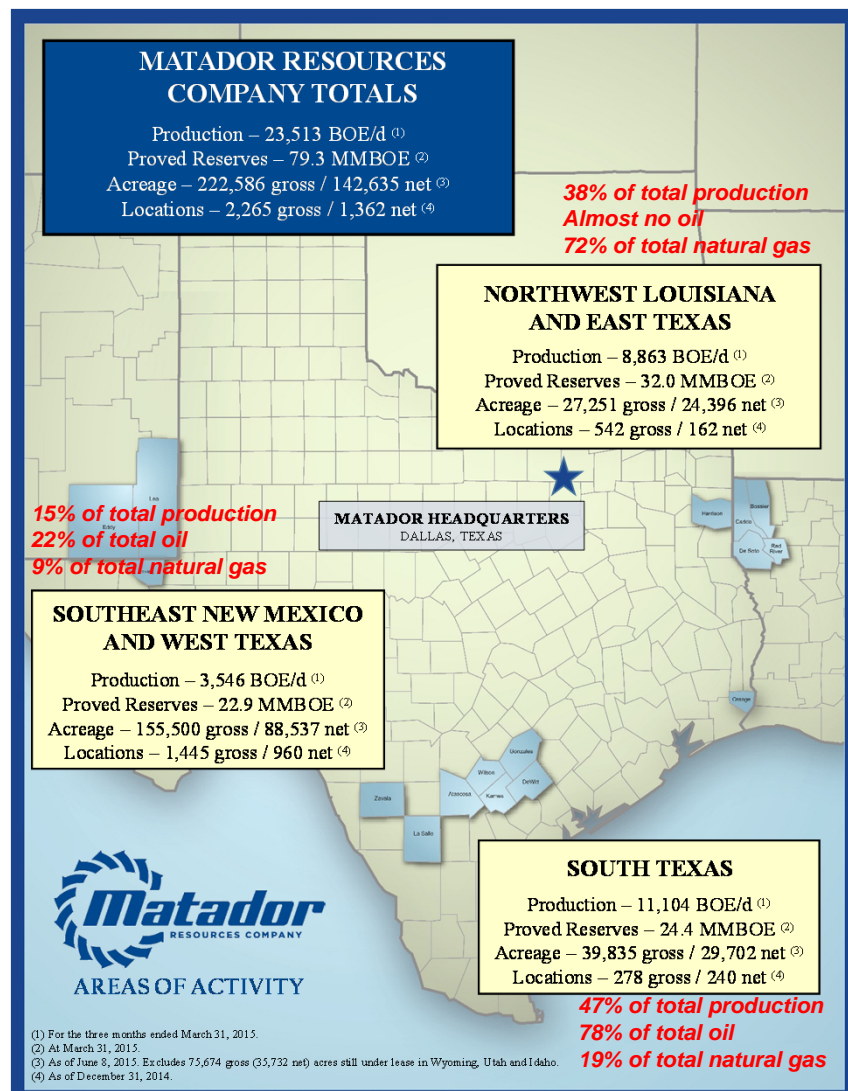 MATADOR RESOURCES
COMPANY TOTALS
Production – 23,513 BOE/d (1)
Proved Reserves – 79.3 MMBOE (2)
Acreage – 222,586 gross / 142,635 net (3)
Locations – 2,265 gross / 1,362 net (4)
38% of total production
Almost no oil
72% of total natural gas
NORTHWEST LOUISIANA
AND EAST TEXAS
Production – 8,863 BOE/d (1)
Proved Reserves – 32.0 MMBOE (2)
Acreage – 27,251 gross / 24,396 net (3)
Locations – 542 gross / 162 net (4)
Lea
Eddy
15% of total production
22% of total oil
9% of total natural gas
MATADOR HEADQUARTERS
DALLAS, TEXAS
Harrison
Bossier
Caddo
De Soto
Red
River
SOUTHEAST NEW MEXICO
AND WEST TEXAS
Production – 3,546 BOE/d (1)
Proved Reserves – 22.9 MMBOE (2)
Acreage – 155,500 gross / 88,537 net (3)
Locations – 1,445 gross / 960 net (4)
Orange
Gonzales
Wilson
DeWitt
Atascosa
Karnes
Zavala
La Salle
SOUTH TEXAS
Production – 11,104 BOE/d (1)
Proved Reserves – 24.4 MMBOE (2)
Acreage – 39,835 gross / 29,702 net (3)
Locations – 278 gross / 240 net (4)
47% of total production
78% of total oil
19% of total natural gas
Matador
RESOURCES COMPANY
AREAS OF ACTIVITY
(1) For the three months ended March 31, 2015.
(2) At March 31, 2015.
(3) As of June 8, 2015. Excludes 75,674 gross (35,732 net) acres still under lease in Wyoming, Utah and Idaho.
(4) As of December 31, 2014.